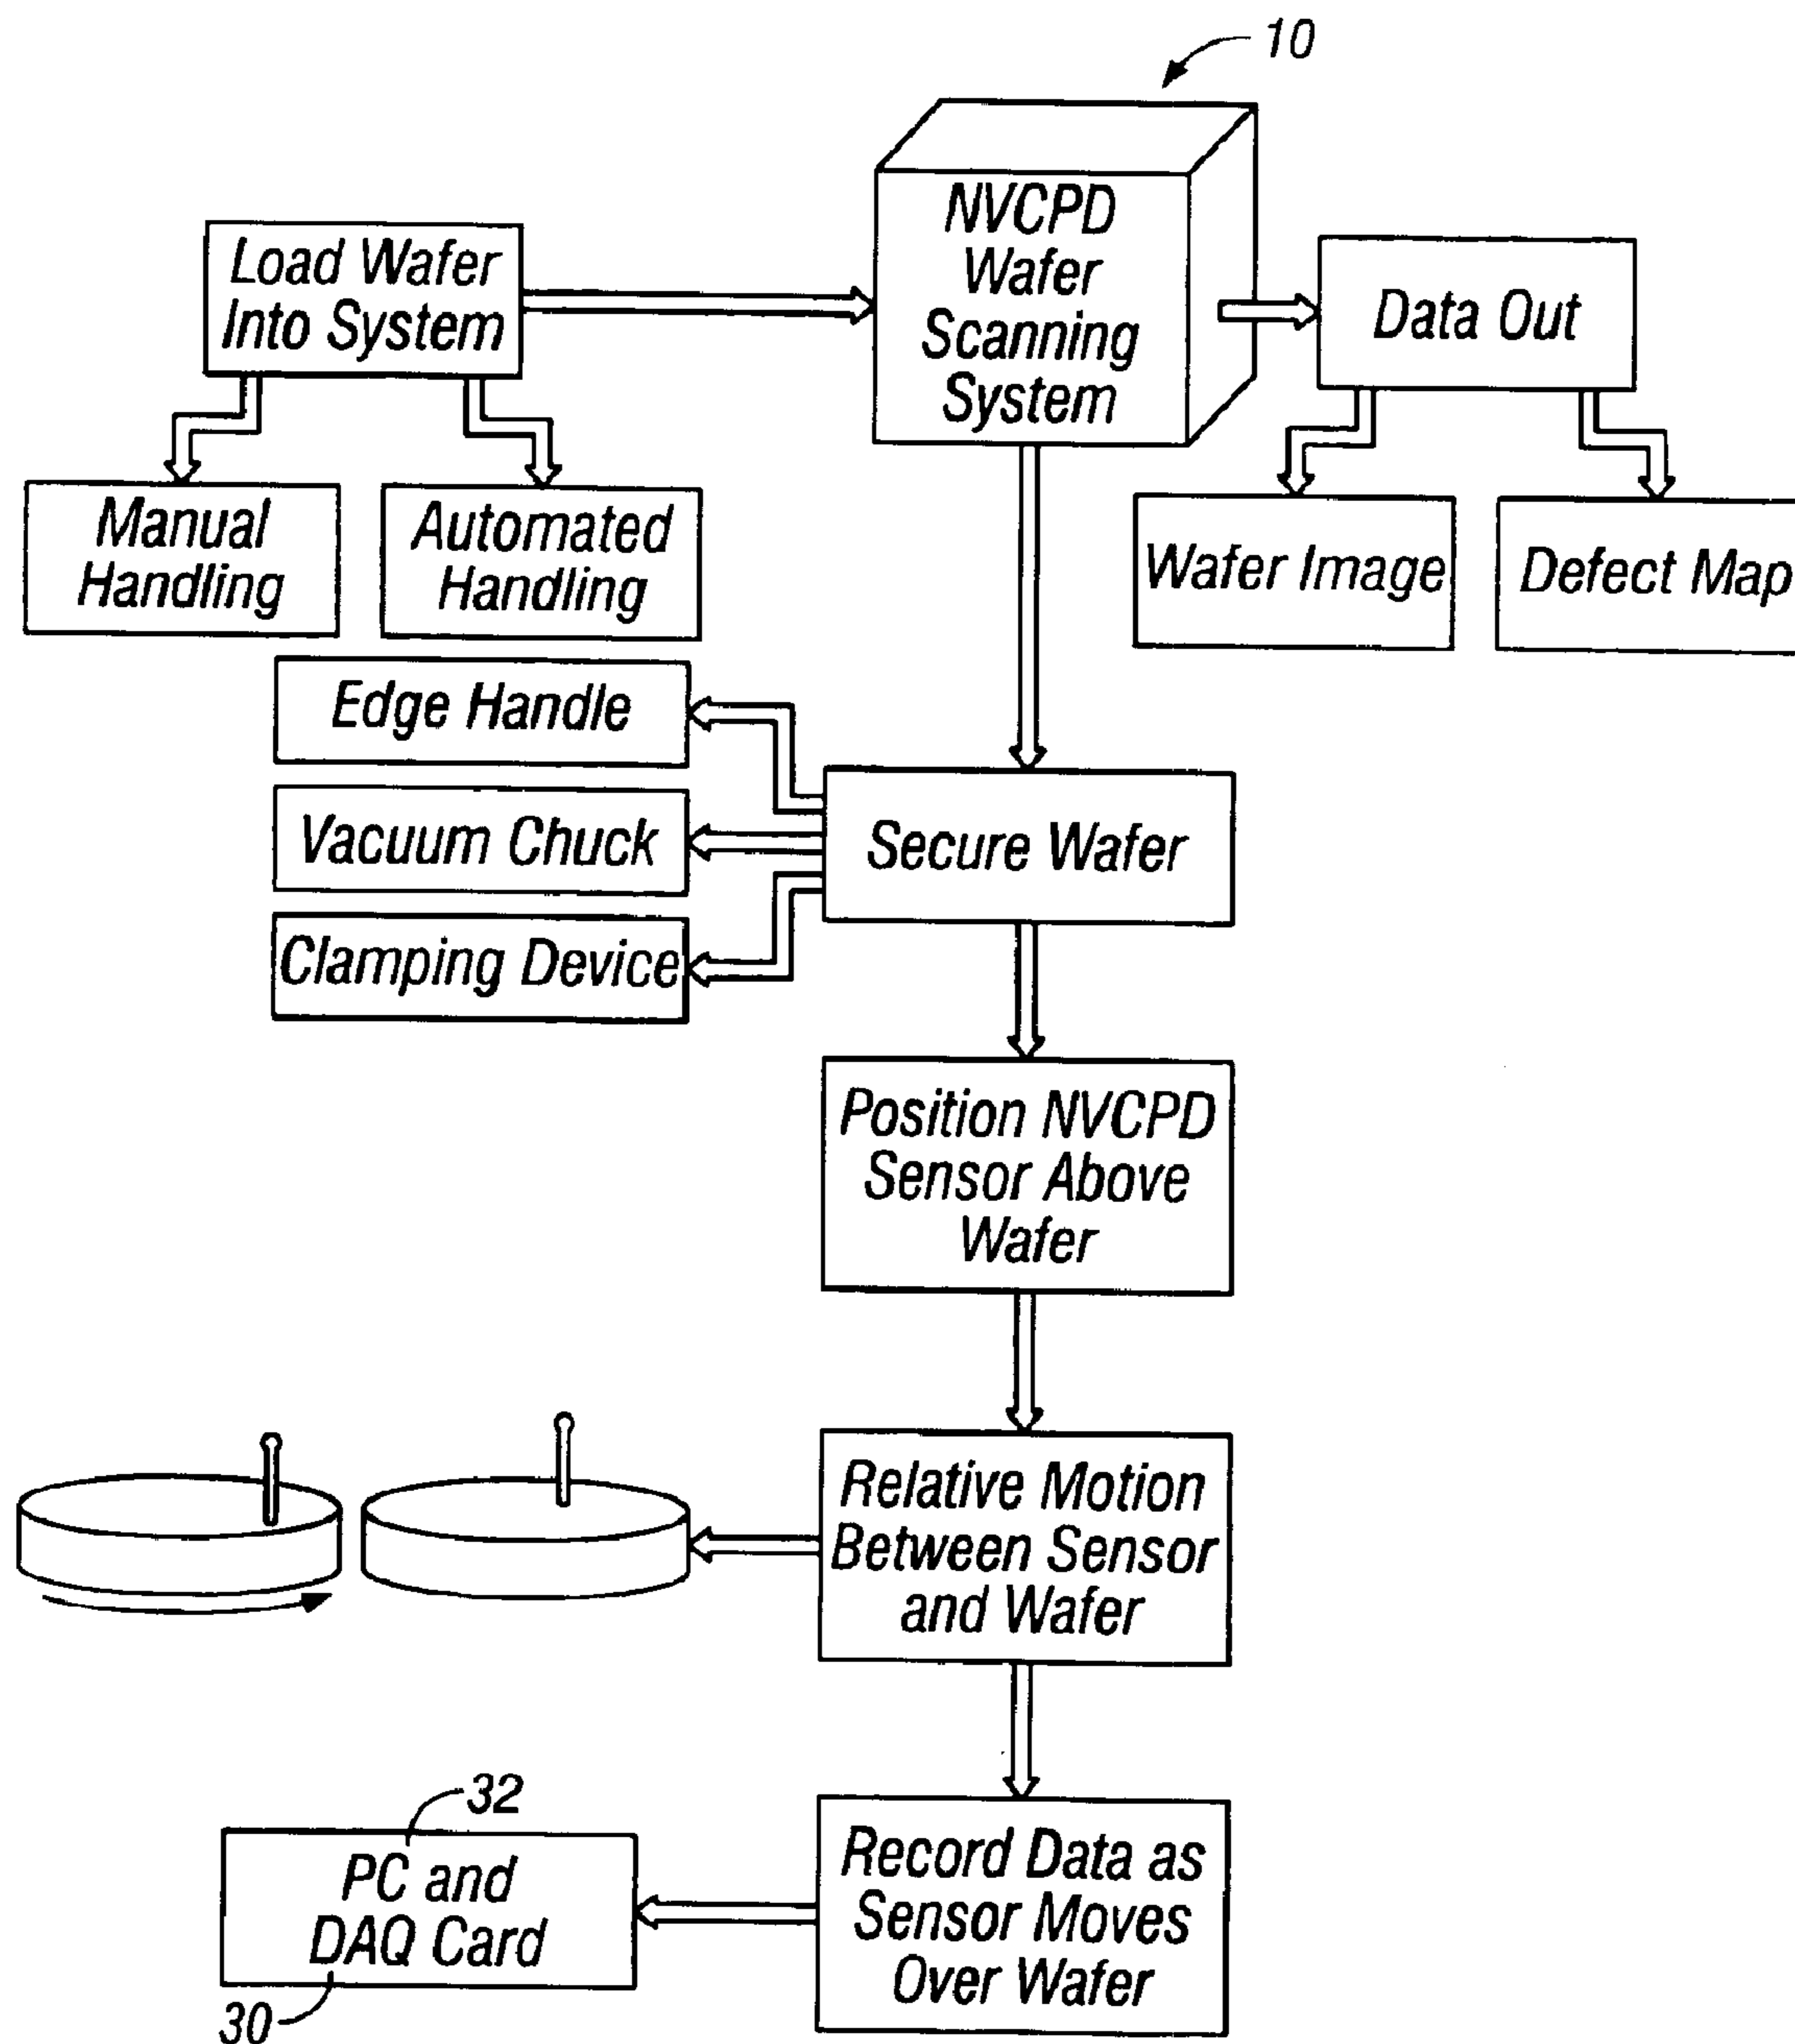 10
NVCPD
Wafer
Scanning
System
Load Wafer
Into System
Data Out
Manual
Handling
Automated
Handling
Wafer Image
Defect Map
Edge Handle
Vacuum Chuck
Clamping Device
Secure Wafer
Position NVCPD
Sensor Above
Wafer
Relative Motion
Between Sensor
and Wafer
32
PC and
DAQ Card
30
Record Data as
Sensor Moves
Over Wafer